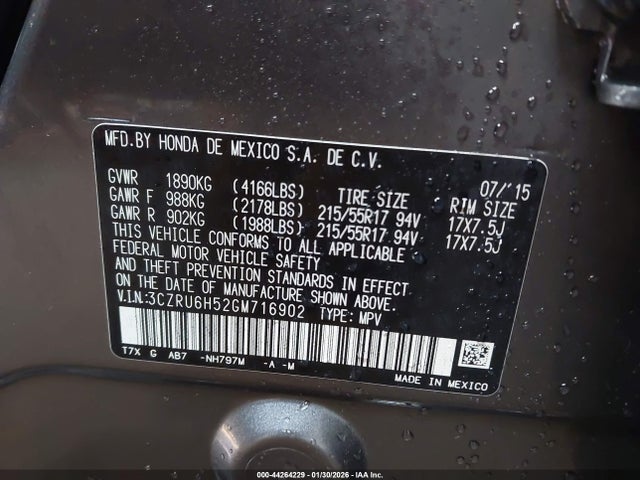 MFD.BY HONDA DE MEXICO S.A. DE C.V.
07/'15
GVWR 1890KG (4166LBS) TIRE SIZE RIM SIZE
GAWR F 988KG (2178LBS) 215/55R17 94V 17X7.5J
GAWR R 902KG (1988LBS) 215/55R17 94V 17X7.5J
THIS VEHICLE CONFORMS TO ALL APPLICABLE
FEDERAL MOTOR VEHICLE SAFETY
AND THEFT PREVENTION STANDARDS IN EFFECT
ON THE DATE OF MANUFACTURE SHOWN ABOVE.
V.I.N:3CZRU6H52GM716902 TYPE: MPV
T7X G AB7 -NH797M -A -M
MADE IN MEXICO
000-44264229 - 01/30/2026 - IAA Inc.